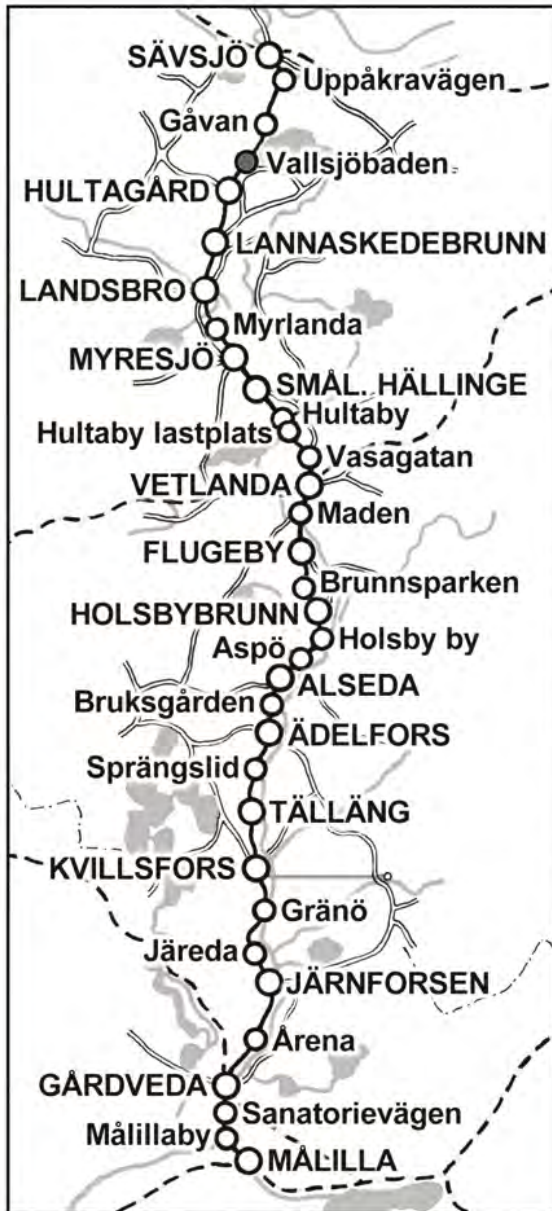 SÄVSJÖ
Uppåkravägen
Gåvan
Vallsjöbaden
HULTAGÅRD
LANNASKEDEBRUNN
LANDSBRO
Myrlanda
MYRESJÖ
SMÅL. HÄLLINGE
Hultaby
Hultaby lastplats
Vasagatan
VETLANDA
Maden
FLUGEBY
Brunnsparken
HOLSBYBRUNN
Holsby by
Aspö
ALSEDA
Bruksgården
ÄDELFORS
Sprängslid
TÄLLÄNG
KVILLSFORS
Gränö
Järeda
JÄRNFORSEN
Årena
GÅRDVEDA
Sanatorievägen
Målillaby
MÅLILLA